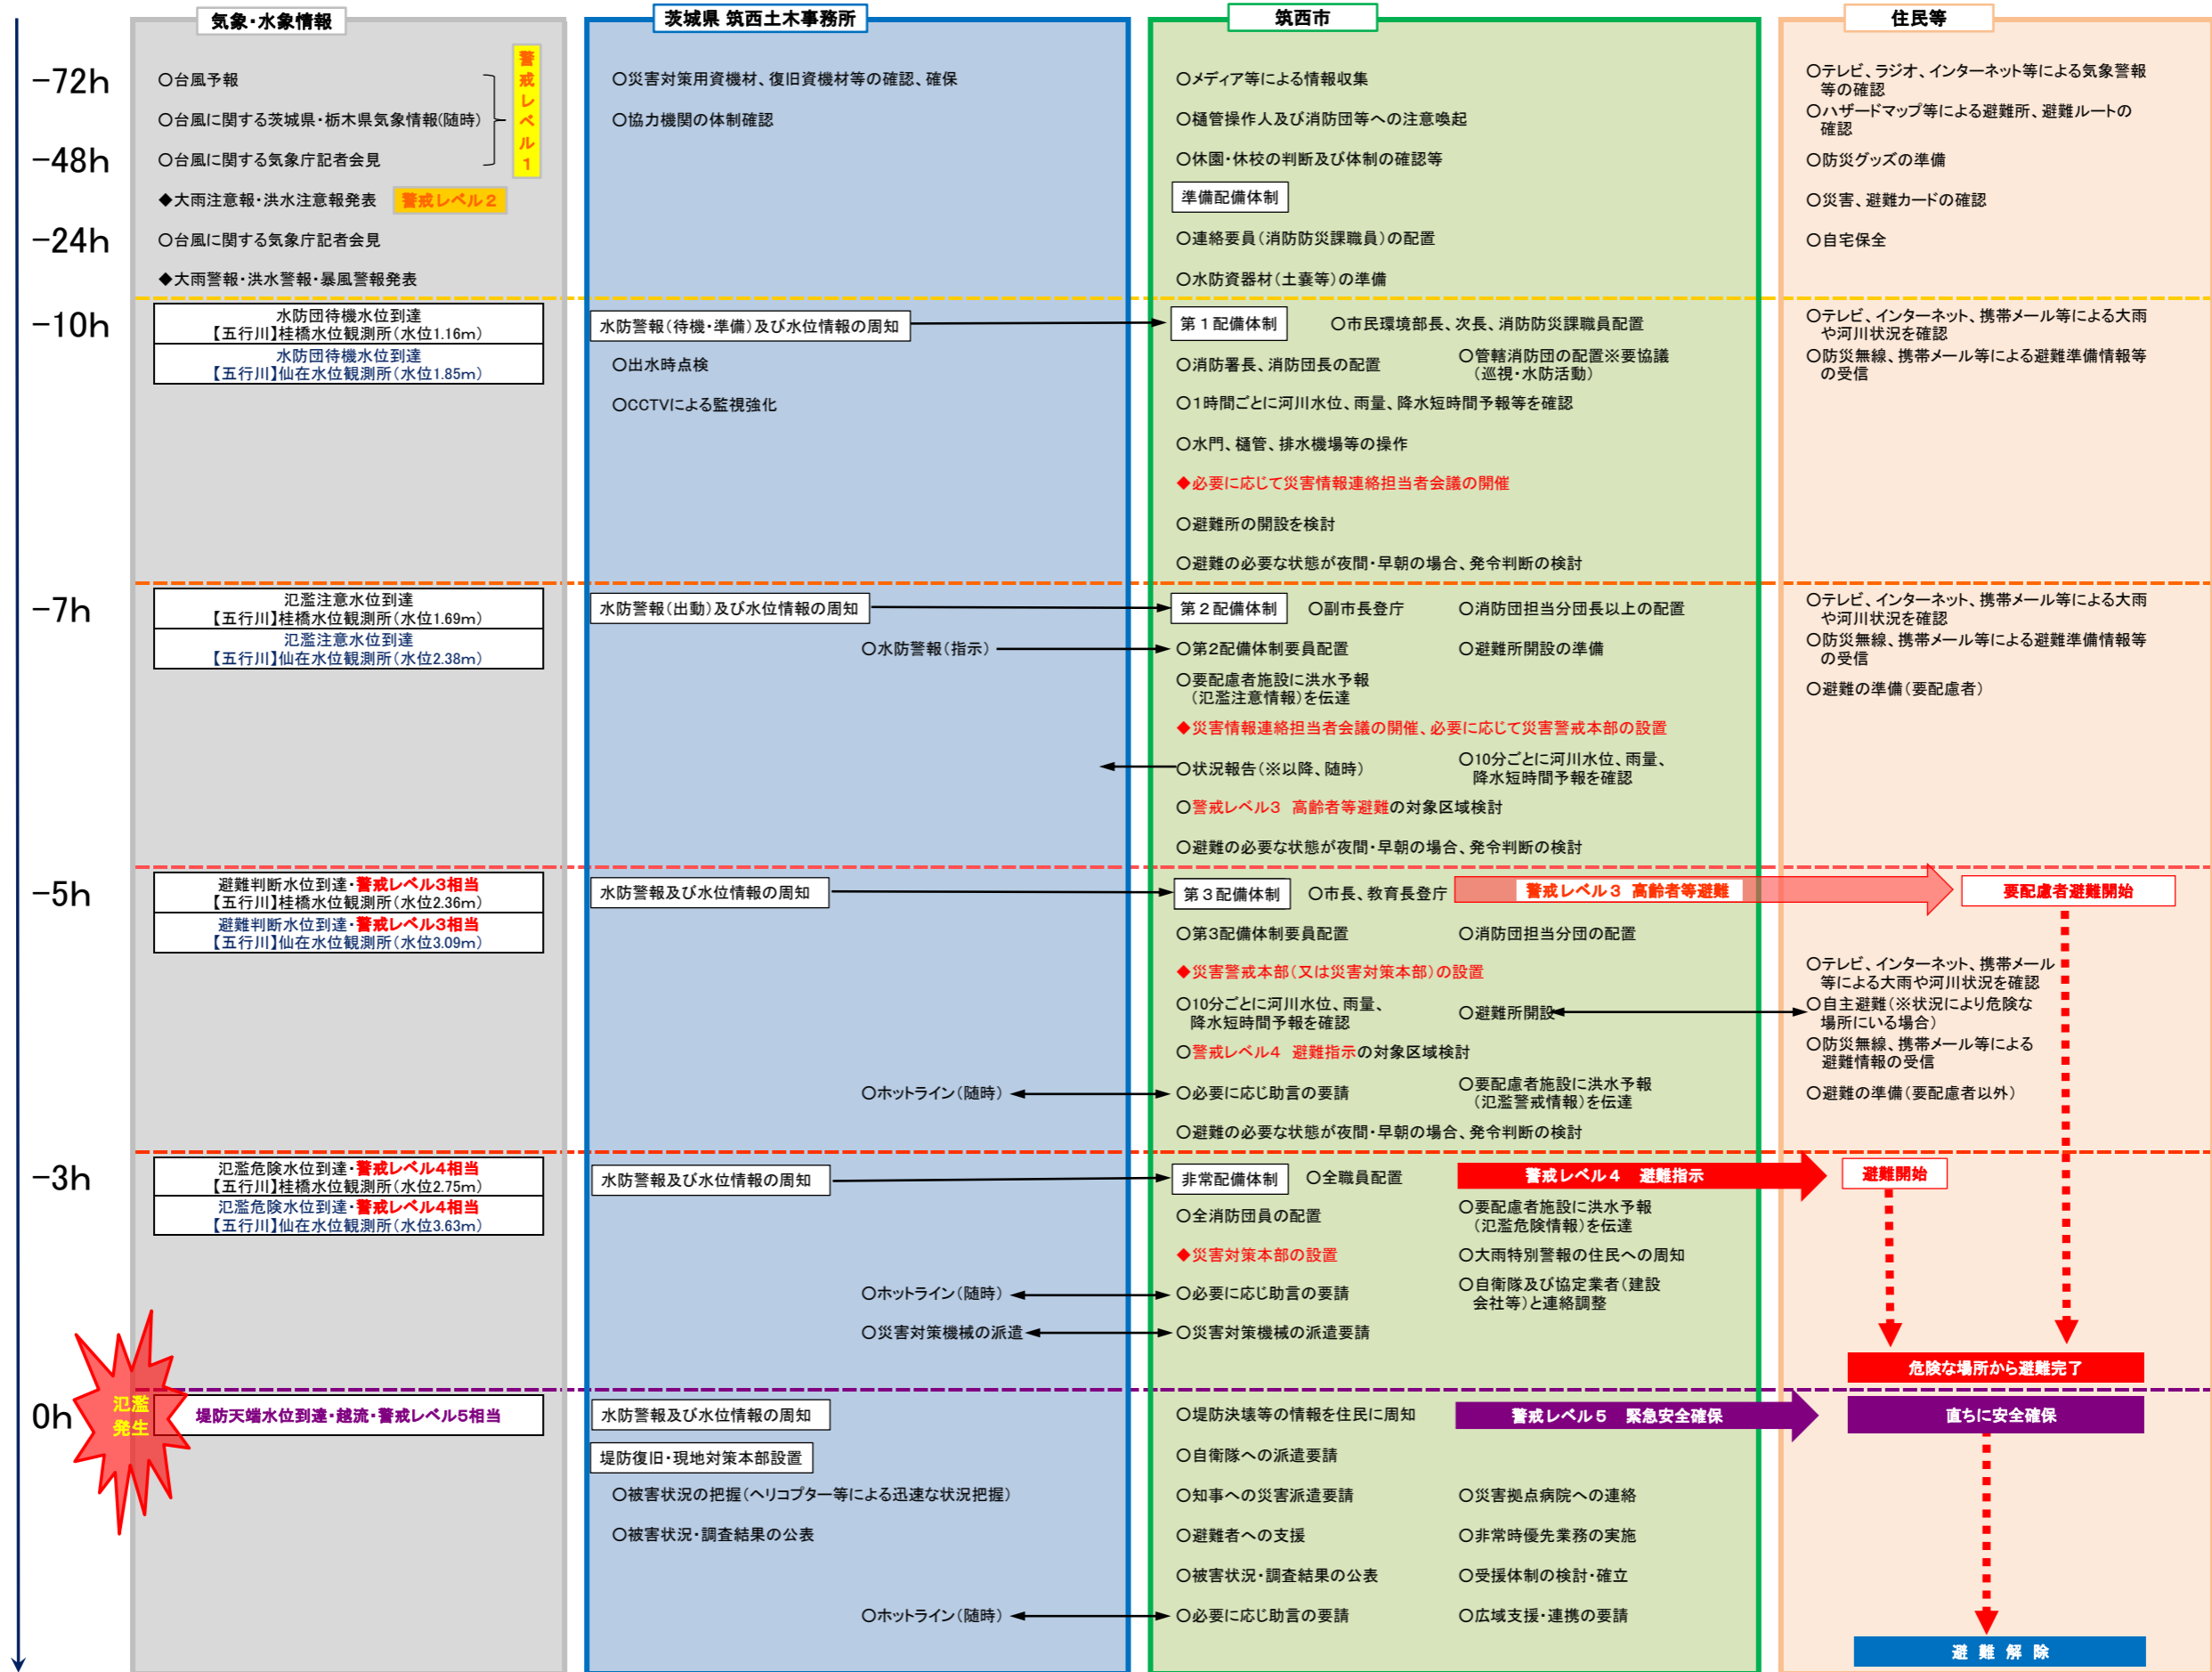 気象・水象情報
茨城県 筑西土木事務所
筑西市
住民等
-72h
○台風予報
○台風に関する茨城県・栃木県気象情報(随時)
-48h
○台風に関する気象庁記者会見
警戒レベル1
◆大雨注意報・洪水注意報発表
警戒レベル2
-24h
○台風に関する気象庁記者会見
◆大雨警報・洪水警報・暴風警報発表
○災害対策用資機材、復旧資機材等の確認、確保
○協力機関の体制確認
○メディア等による情報収集
○樋管操作人及び消防団等への注意喚起
○休園・休校の判断及び体制の確認等
準備配備体制
○連絡要員(消防防災課職員)の配置
○水防資器材(土嚢等)の準備
○テレビ、ラジオ、インターネット等による気象警報
等の確認
○ハザードマップ等による避難所、避難ルートの
確認
○防災グッズの準備
○災害、避難カードの確認
○自宅保全
-10h
水防団待機水位到達
【五行川】桂橋水位観測所(水位1.16m)
水防団待機水位到達
【五行川】仙在水位観測所(水位1.85m)
水防警報(待機・準備)及び水位情報の周知
○出水時点検
○CCTVによる監視強化
第1配備体制
○市民環境部長、次長、消防防災課職員配置
○消防署長、消防団長の配置
○管轄消防団の配置※要協議
(巡視・水防活動)
○1時間ごとに河川水位、雨量、降水短時間予報等を確認
○水門、樋管、排水機場等の操作
◆必要に応じて災害情報連絡担当者会議の開催
○避難所の開設を検討
○避難の必要な状態が夜間・早朝の場合、発令判断の検討
○テレビ、インターネット、携帯メール等による大雨
や河川状況を確認
○防災無線、携帯メール等による避難準備情報等
の受信
-7h
氾濫注意水位到達
【五行川】桂橋水位観測所(水位1.69m)
氾濫注意水位到達
【五行川】仙在水位観測所(水位2.38m)
水防警報(出動)及び水位情報の周知
○水防警報(指示)
第2配備体制
○副市長登庁
○消防団担当分団長以上の配置
○第2配備体制要員配置
○避難所開設の準備
○要配慮者施設に洪水予報
(氾濫注意情報)を伝達
◆災害情報連絡担当者会議の開催、必要に応じて災害警戒本部の設置
○状況報告(※以降、随時)
○10分ごとに河川水位、雨量、
降水短時間予報を確認
○警戒レベル3 高齢者等避難の対象区域検討
○避難の必要な状態が夜間・早朝の場合、発令判断の検討
○テレビ、インターネット、携帯メール等による大雨
や河川状況を確認
○防災無線、携帯メール等による避難準備情報等
の受信
○避難の準備(要配慮者)
-5h
避難判断水位到達・警戒レベル3相当
【五行川】桂橋水位観測所(水位2.36m)
避難判断水位到達・警戒レベル3相当
【五行川】仙在水位観測所(水位3.09m)
水防警報及び水位情報の周知
○ホットライン(随時)
第3配備体制
○市長、教育長登庁
警戒レベル3 高齢者等避難
○第3配備体制要員配置
○消防団担当分団の配置
◆災害警戒本部(又は災害対策本部)の設置
○10分ごとに河川水位、雨量、
降水短時間予報を確認
○避難所開設
○警戒レベル4 避難指示の対象区域検討
○必要に応じ助言の要請
○要配慮者施設に洪水予報
(氾濫警戒情報)を伝達
○避難の必要な状態が夜間・早朝の場合、発令判断の検討
要配慮者避難開始
○テレビ、インターネット、携帯メール
等による大雨や河川状況を確認
○自主避難(※状況により危険な
場所にいる場合)
○防災無線、携帯メール等による
避難情報の受信
○避難の準備(要配慮者以外)
-3h
氾濫危険水位到達・警戒レベル4相当
【五行川】桂橋水位観測所(水位2.75m)
氾濫危険水位到達・警戒レベル4相当
【五行川】仙在水位観測所(水位3.63m)
水防警報及び水位情報の周知
○ホットライン(随時)
○災害対策機械の派遣
非常配備体制
○全職員配置
警戒レベル4 避難指示
○全消防団員の配置
○要配慮者施設に洪水予報
(氾濫危険情報)を伝達
◆災害対策本部の設置
○大雨特別警報の住民への周知
○必要に応じ助言の要請
○自衛隊及び協定業者(建設
会社等)と連絡調整
○災害対策機械の派遣要請
避難開始
危険な場所から避難完了
0h
氾濫
発生
堤防天端水位到達・越流・警戒レベル5相当
水防警報及び水位情報の周知
堤防復旧・現地対策本部設置
○被害状況の把握(ヘリコプター等による迅速な状況把握)
○被害状況・調査結果の公表
○ホットライン(随時)
○堤防決壊等の情報を住民に周知
警戒レベル5 緊急安全確保
○自衛隊への派遣要請
○知事への災害派遣要請
○災害拠点病院への連絡
○避難者への支援
○非常時優先業務の実施
○被害状況・調査結果の公表
○受援体制の検討・確立
○必要に応じ助言の要請
○広域支援・連携の要請
直ちに安全確保
避難解除